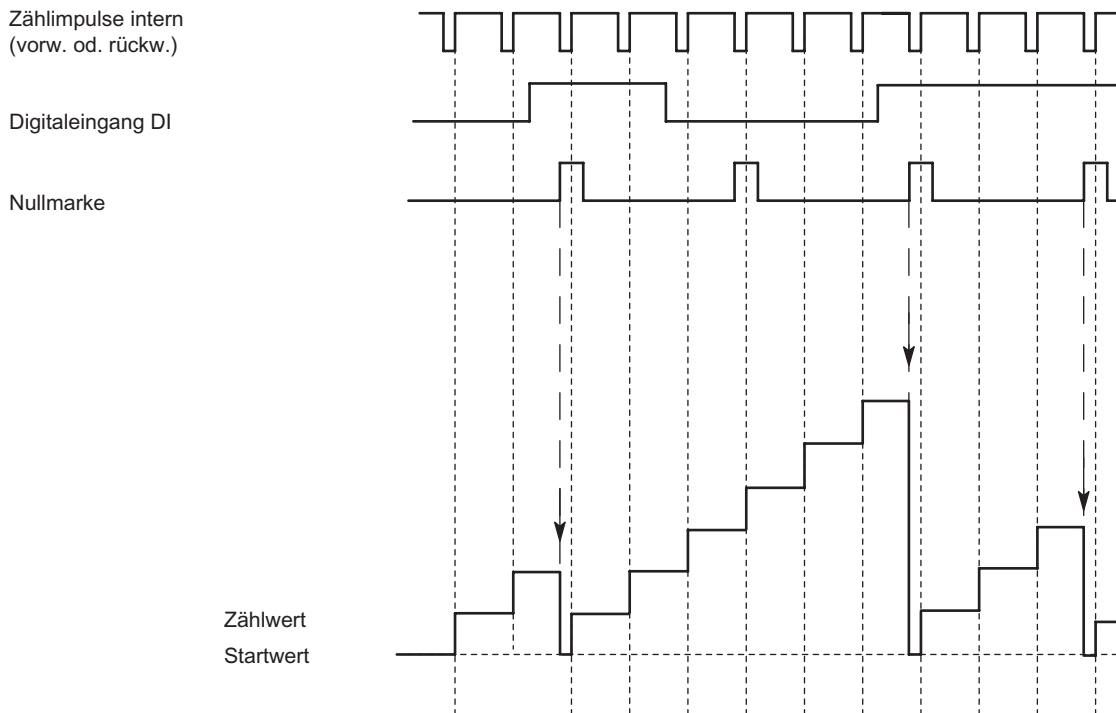 Zählimpulse intern
(vorw. od. rückw.)
Digitaleingang DI
Nullmarke
Zählwert
Startwert